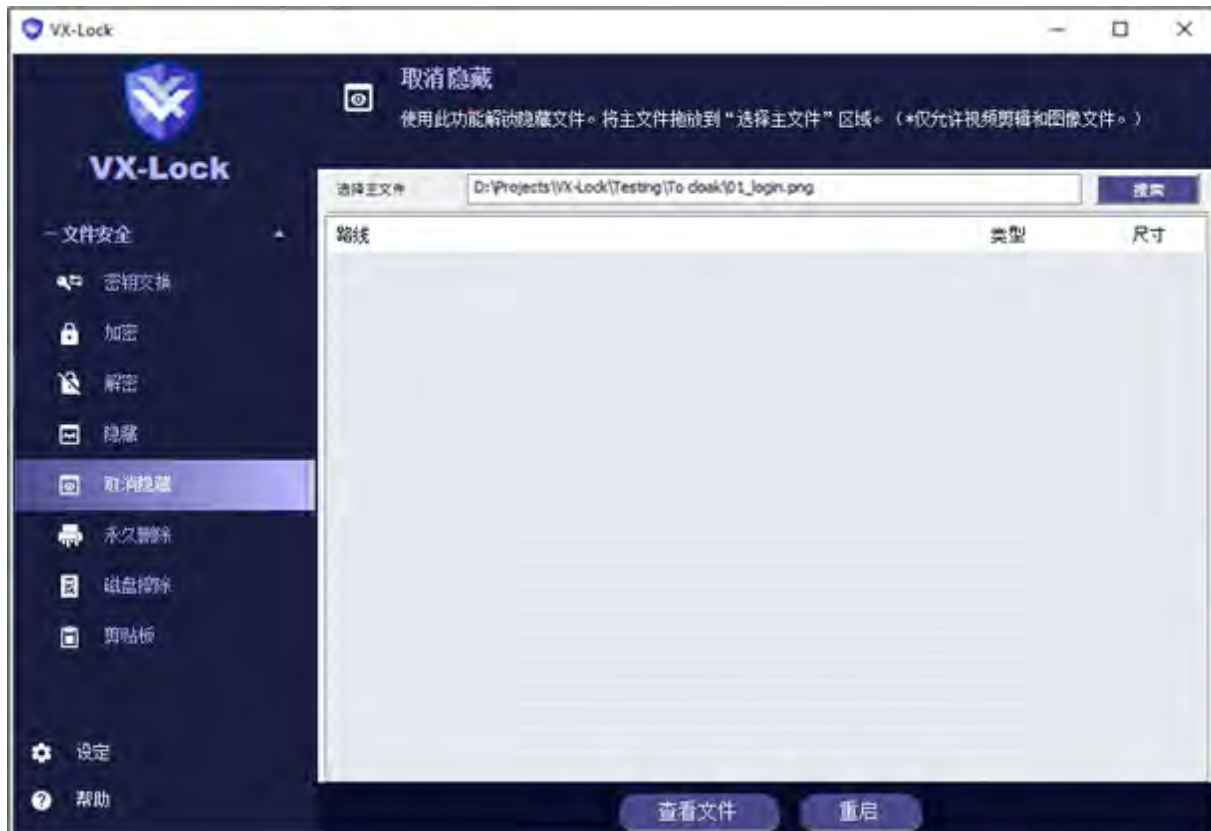 VX-Lock
VX-Lock
一 文件安全
密钥交换
加密
解密
隐藏
取消隐藏
永久删除
磁盘擦除
剪贴板
设定
帮助
取消隐藏
使用此功能解锁隐藏文件。将主文件拖放到“选择主文件”区域。（*仅允许视频剪辑和图像文件。）
选择主文件 D:\Projects\VX-Lock\Testing\To cloak\01_login.png 搜索
路线 类型 尺寸
查看文件 重启